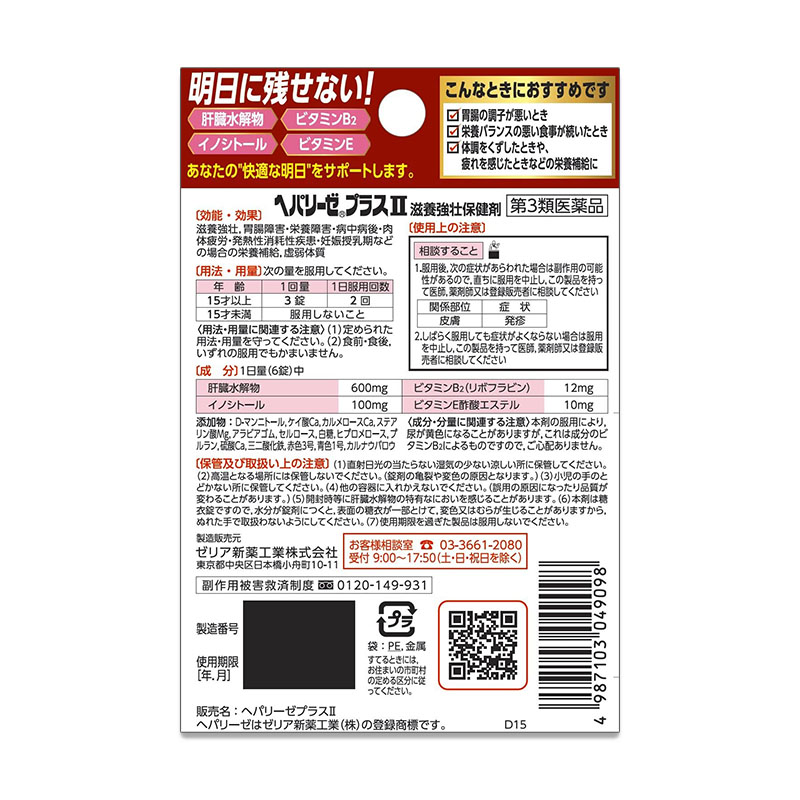 明日に残せない!
肝臓水解物 ビタミンB2
イノシトール ビタミンE
あなたの"快適な明日"をサポートします。
こんなときにおすすめです
胃腸の調子が悪いとき
栄養バランスの悪い食事が続いたとき
体調をくずしたときや、
疲れを感じたときなどの栄養補給に
ヘパリーゼ®プラスⅡ 滋養強壮保健剤 第3類医薬品
[効能・効果]
滋養強壮,胃腸障害・栄養障害・病中病後・肉
体疲労・発熱性消耗性疾患・妊娠授乳期など
の場合の栄養補給,虚弱体質
[用法・用量]次の量を服用してください。
年齢 1回量 1日服用回数
15才以上 3錠 2回
15才未満 服用しないこと
〈用法・用量に関連する注意〉(1)定められた
用法・用量を守ってください。(2)食前・食後,
いずれの服用でもかまいません。
[使用上の注意]
相談すること
1.服用後,次の症状があらわれた場合は副作用の可能
性があるので,直ちに服用を中止し,この製品を持っ
て医師,薬剤師又は登録販売者に相談してください
関係部位 症状
皮膚 発疹
2.しばらく服用しても症状がよくならない場合は服用
を中止し,この製品を持って医師,薬剤師又は登録販
売者に相談してください
[成 分]1日量(6錠)中
肝臓水解物 600mg ビタミンB2(リボフラビン) 12mg
イノシトール 100mg ビタミンE酢酸エステル 10mg
添加物:D-マンニトール,ケイ酸Ca,カルメロースCa,ステア
リン酸Mg,アラビアゴム,セルロース,白糖,ヒプロメロース,プ
ルラン,硫酸Ca,三二酸化鉄,赤色3号,青色1号,カルナウバロウ
〈成分・分量に関連する注意〉本剤の服用により,
尿が黄色になることがありますが,これは成分のビ
タミンB2によるものですので,ご心配ありません。
[保管及び取扱い上の注意](1)直射日光の当たらない湿気の少ない涼しい所に保管してください。
(2)高温となる場所には保管しないでください。(錠剤の亀裂や変色の原因となります。)(3)小児の手のと
どかない所に保管してください。(4)他の容器に入れかえないでください。(誤用の原因になったり品質が
変わることがあります。)(5)開封時等に肝臓水解物の特有なにおいを感じることがあります。(6)本剤は糖
衣錠ですので,水分が錠剤につくと,表面の糖衣が一部とけて,変色又はむらが生じることがありますから,
ぬれた手で取扱わないようにしてください。(7)使用期限を過ぎた製品は服用しないでください。
製造販売元
ゼリア新薬工業株式会社
東京都中央区日本橋小舟町10-11
お客様相談室 ☎ 03-3661-2080
受付 9:00〜17:50(土・日・祝日を除く)
副作用被害救済制度 0120-149-931
製造番号
使用期限
[年.月]
プラ
袋:PE,金属
すてるときには,
お住まいの市町村
の定める区分に従
ってください。
4 987103 049098
販売名:ヘパリーゼプラスⅡ
ヘパリーゼはゼリア新薬工業(株)の登録商標です。
D15